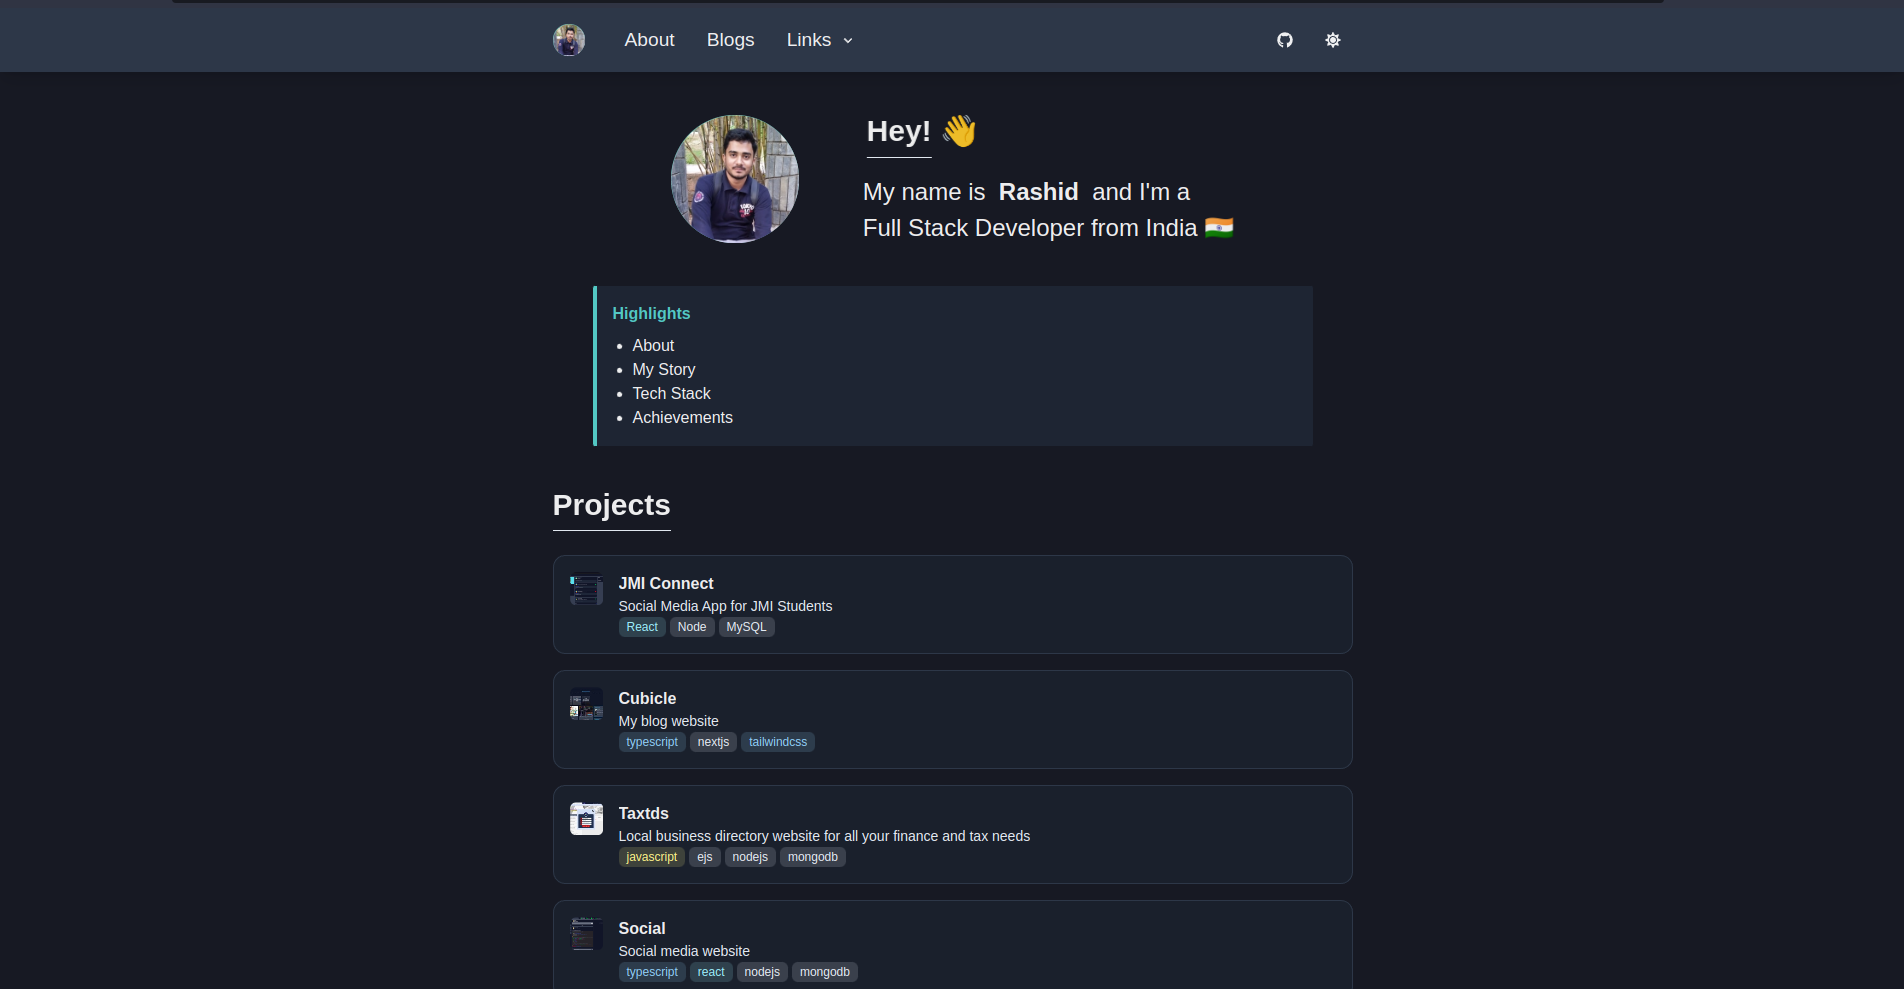 About Blogs Links
Hey! 👋
My name is Rashid and I'm a
Full Stack Developer from India 🇮🇳
Highlights
About
My Story
Tech Stack
Achievements
Projects
JMI Connect
Social Media App for JMI Students
React Node MySQL
Cubicle
My blog website
typescript nextjs tailwindcss
Taxtds
Local business directory website for all your finance and tax needs
javascript ejs nodejs mongodb
Social
Social media website
typescript react nodejs mongodb